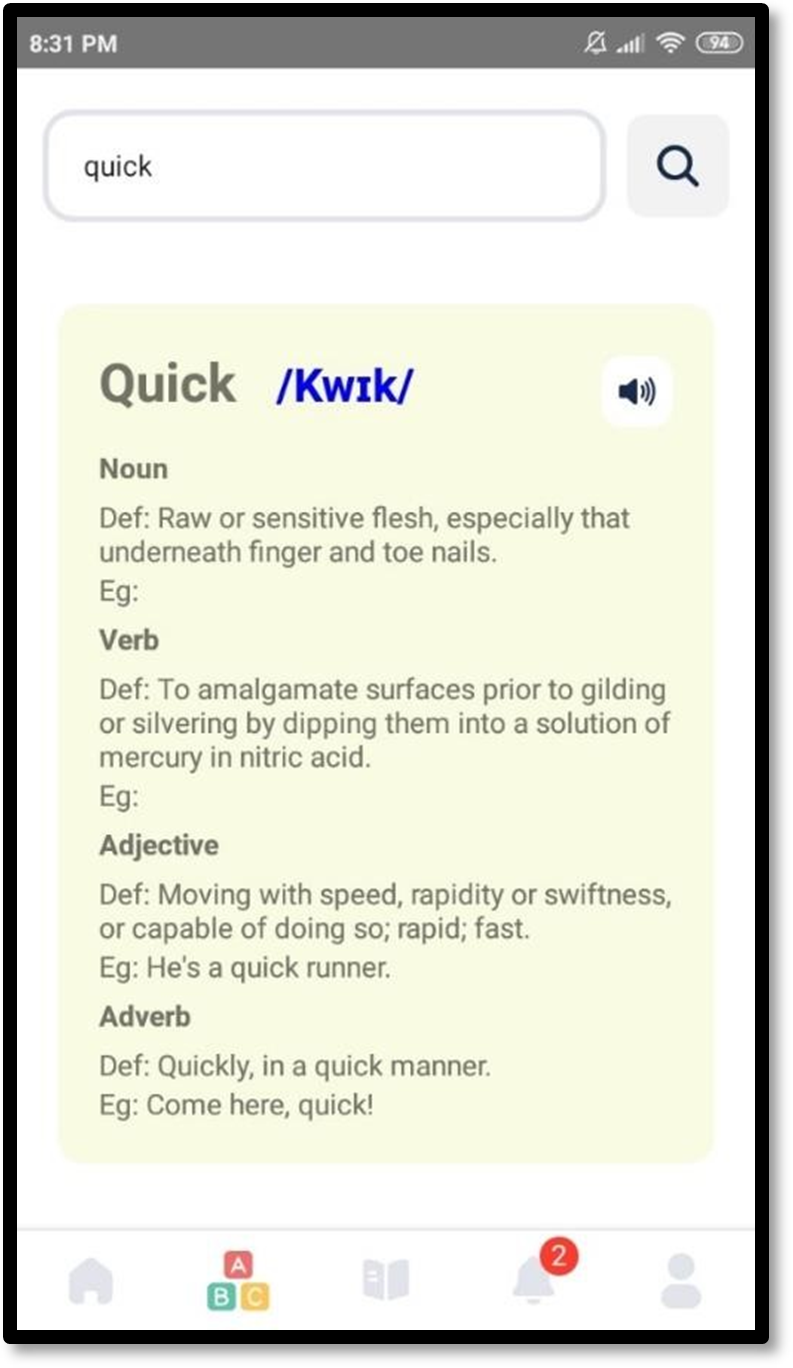 8:31 PM 94
quick
Quick /Kwɪk/
Noun
Def: Raw or sensitive flesh, especially that
underneath finger and toe nails.
Eg:
Verb
Def: To amalgamate surfaces prior to gilding
or silvering by dipping them into a solution of
mercury in nitric acid.
Eg:
Adjective
Def: Moving with speed, rapidity or swiftness,
or capable of doing so; rapid; fast.
Eg: He's a quick runner.
Adverb
Def: Quickly, in a quick manner.
Eg: Come here, quick!
A
B C
2